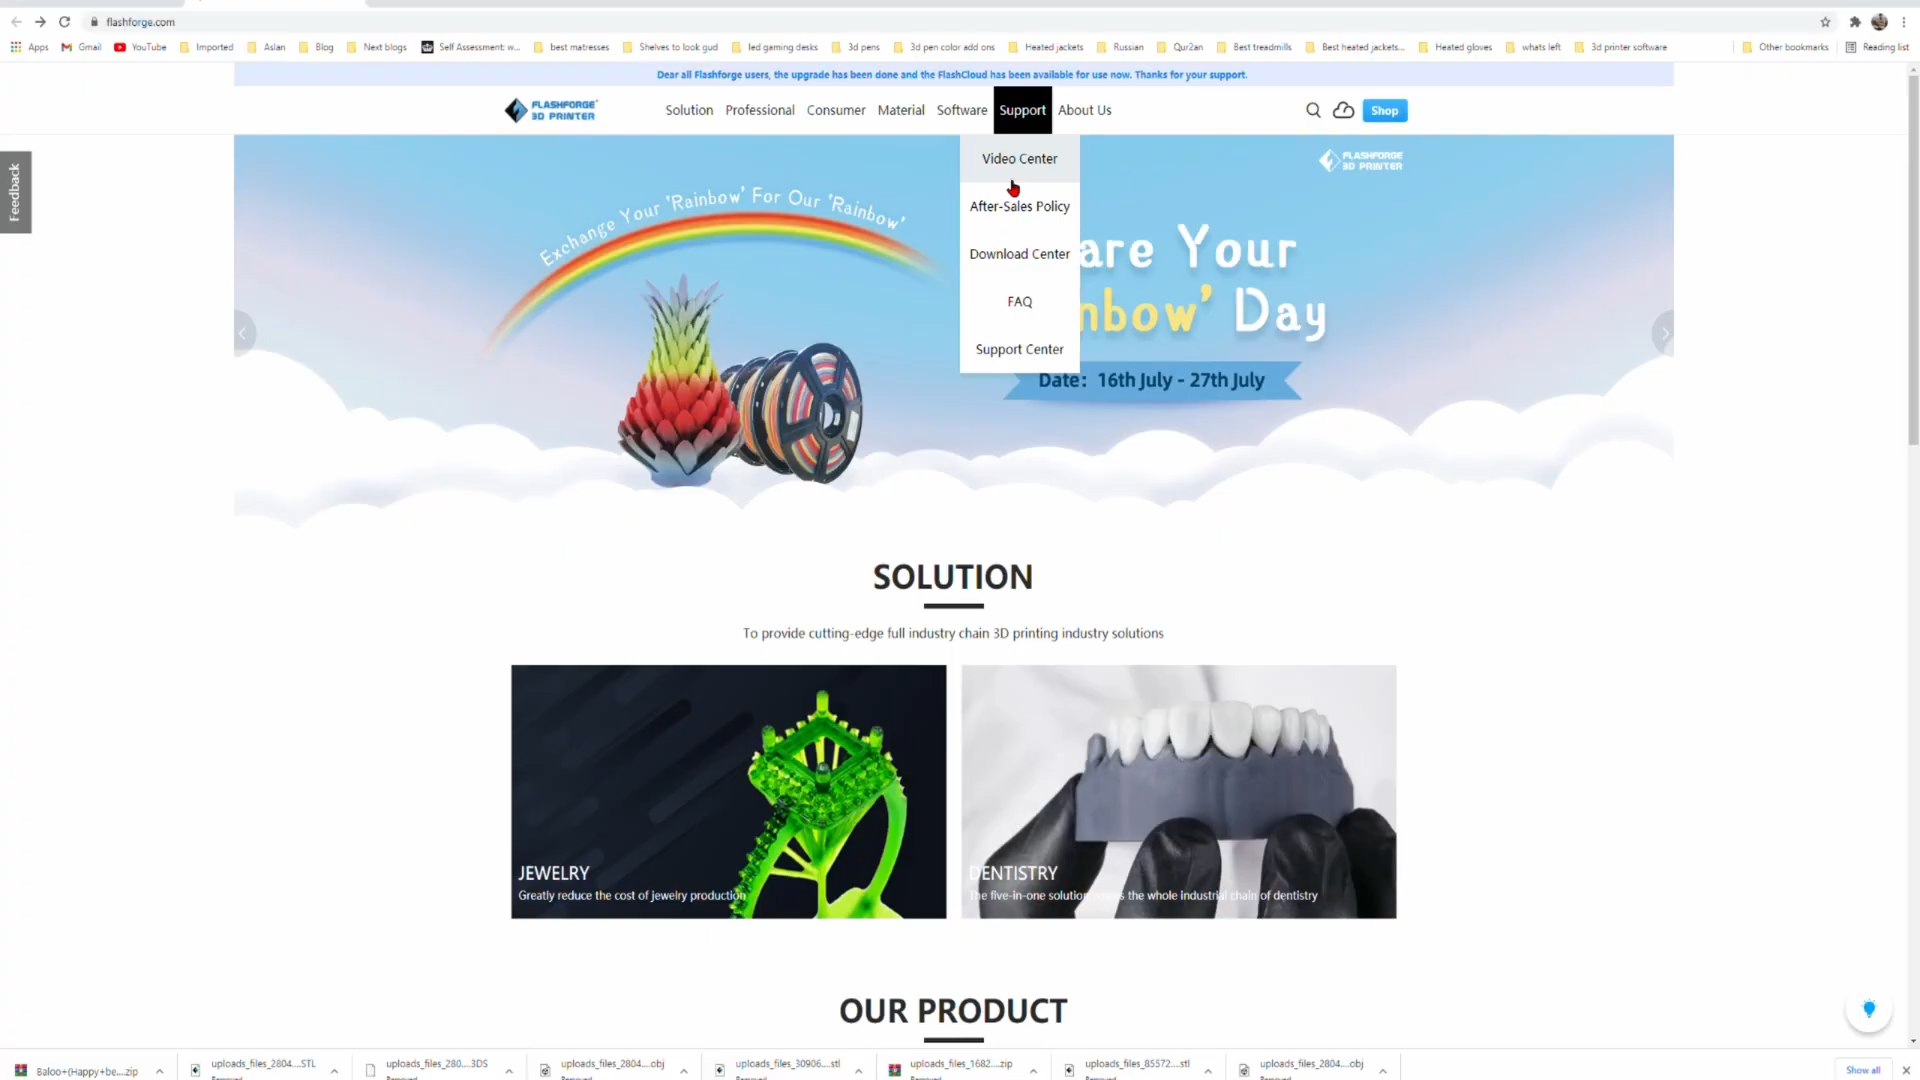 flashforge.com
Apps Gmail YouTube Imported Aslan Blog Next blogs Self Assessment: w... best matresses Shelves to look gud led gaming desks 3d pens 3d pen color add ons Heated jackets Russian Qur2an Best treadmills Best heated jackets... Heated gloves whats left 3d printer software Other bookmarks Reading list
Dear all Flashforge users, the upgrade has been done and the FlashCloud has been available for use now. Thanks for your support.
FLASHFORGE
3D PRINTER
Solution Professional Consumer Material Software Support About Us Shop
Feedback
Video Center
After-Sales Policy
Download Center
FAQ
Support Center
FLASHFORGE
3D PRINTER
Exchange Your 'Rainbow' For Our 'Rainbow'
are Your
nbow' Day
Date: 16th July - 27th July
SOLUTION
To provide cutting-edge full industry chain 3D printing industry solutions
JEWELRY
Greatly reduce the cost of jewelry production
DENTISTRY
The five-in-one solution the whole industrial chain of dentistry
OUR PRODUCT
Baloo+(Happy+be....zip uploads_files_2804....STL uploads_files_280....3DS uploads_files_2804....obj uploads_files_30906....stl uploads_files_1682....zip uploads_files_85572....stl uploads_files_2804....obj Show all